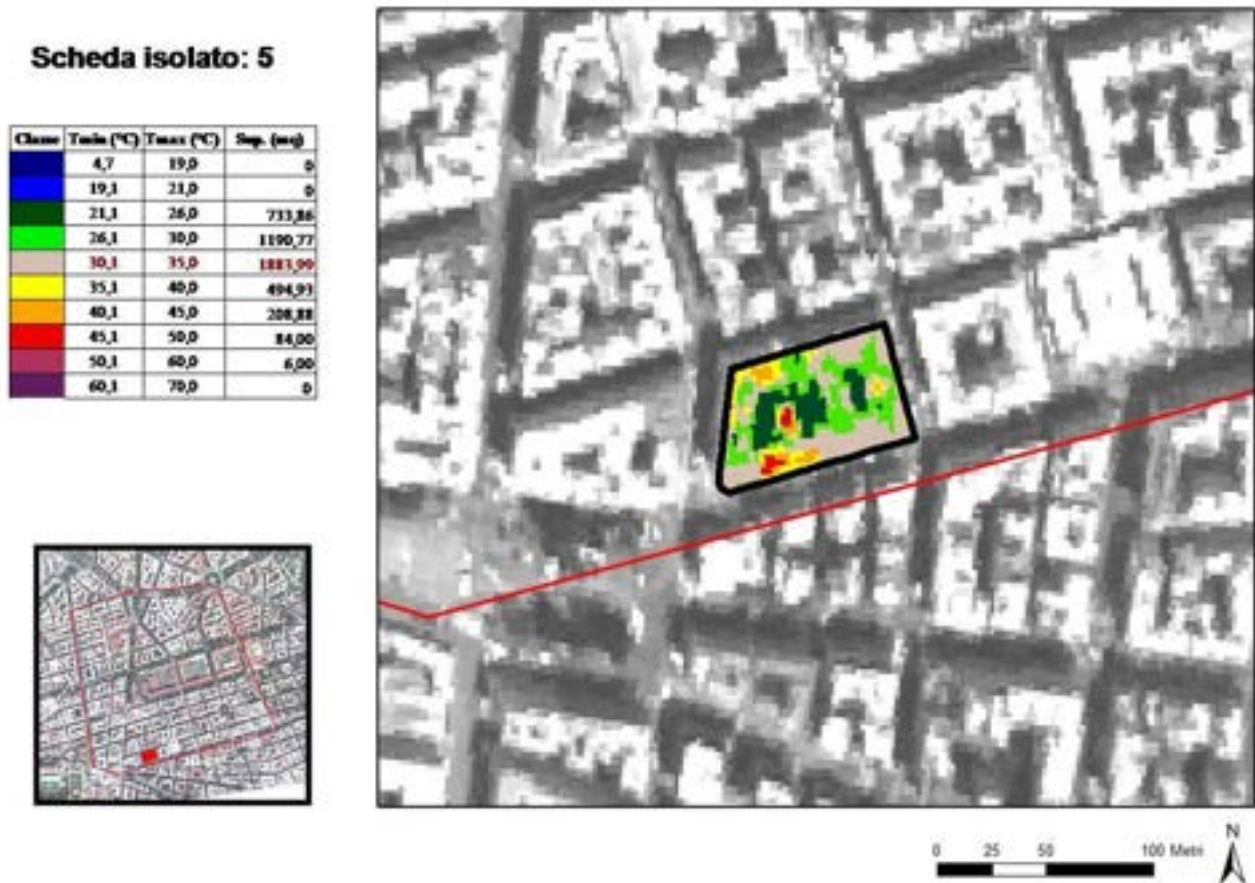 Scheda isolato: 5
Classe Tmin (°C) Tmax (°C) Sup. (mq)
4,7 19,0 0
19,1 21,0 0
21,1 26,0 733,86
26,1 30,0 1190,77
30,1 35,0 1883,99
35,1 40,0 494,93
40,1 45,0 208,88
45,1 50,0 84,00
50,1 60,0 6,00
60,1 70,0 0
0 25 50 100 Metri
N